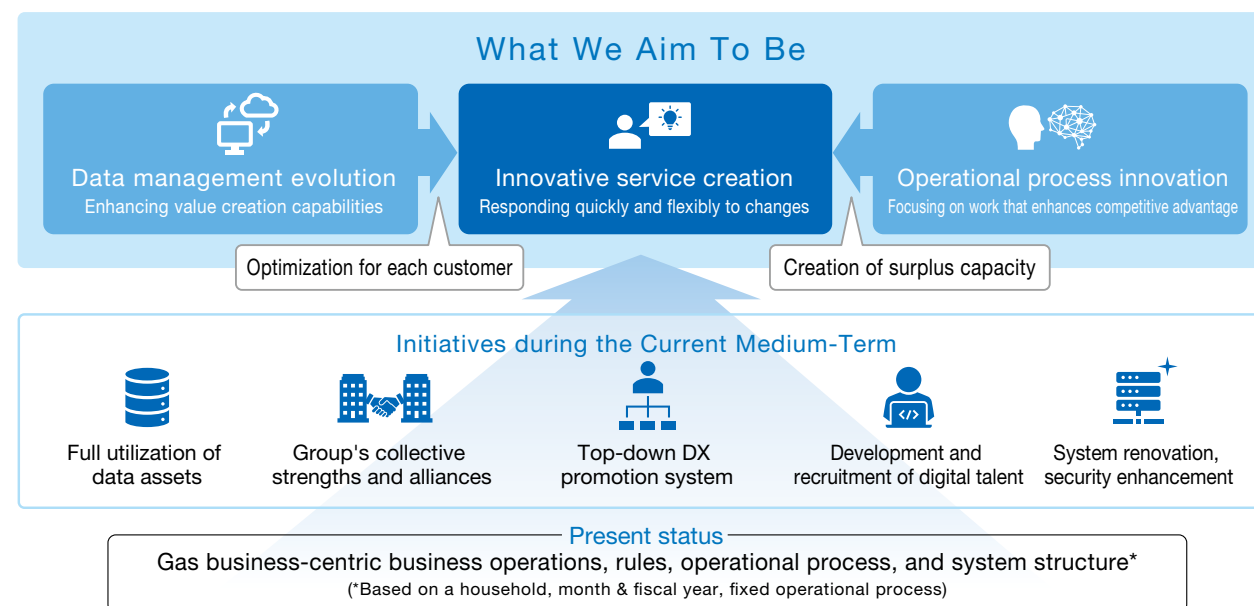 What We Aim To Be
Data management evolution
Enhancing value creation capabilities
Innovative service creation
Responding quickly and flexibly to changes
Operational process innovation
Focusing on work that enhances competitive advantage
Optimization for each customer
Creation of surplus capacity
Initiatives during the Current Medium-Term
Full utilization of
data assets
Group's collective
strengths and alliances
Top-down DX
promotion system
</>
Development and
recruitment of digital talent
System renovation,
security enhancement
Present status
Gas business-centric business operations, rules, operational process, and system structure*
(*Based on a household, month & fiscal year, fixed operational process)